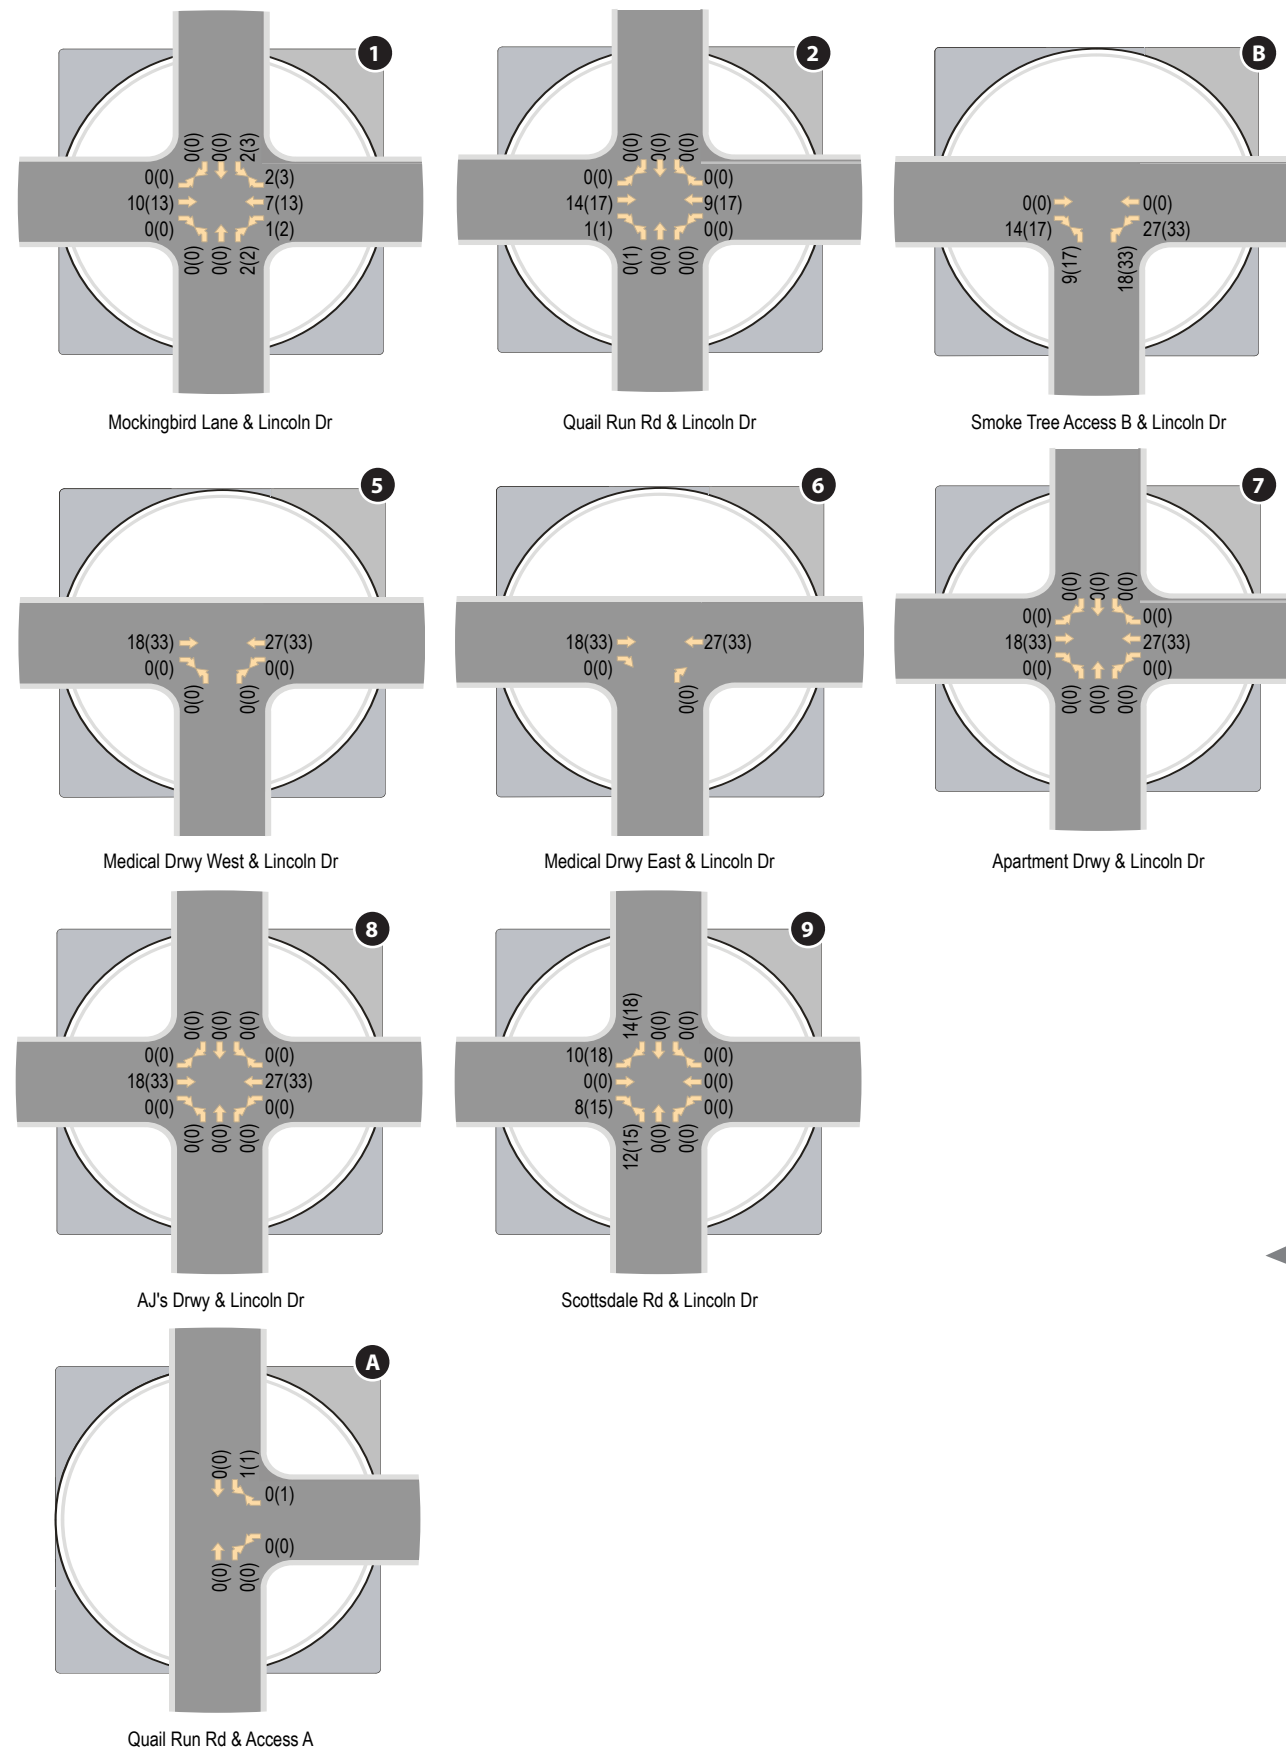 1
0(0) 0(0) 2(3)
0(0) 2(3)
10(13) 7(13)
0(0) 1(2)
0(0) 0(0) 2(2)
Mockingbird Lane & Lincoln Dr
2
0(0) 0(0) 0(0)
0(0) 0(0)
14(17) 9(17)
1(1) 0(0)
0(1) 0(0) 0(0)
Quail Run Rd & Lincoln Dr
B
0(0) 0(0)
14(17) 27(33)
9(17) 18(33)
Smoke Tree Access B & Lincoln Dr
5
18(33) 27(33)
0(0) 0(0)
0(0) 0(0)
Medical Drwy West & Lincoln Dr
6
18(33) 27(33)
0(0)
0(0)
Medical Drwy East & Lincoln Dr
7
0(0) 0(0) 0(0)
0(0) 0(0)
18(33) 27(33)
0(0) 0(0)
0(0) 0(0) 0(0)
Apartment Drwy & Lincoln Dr
8
0(0) 0(0) 0(0)
0(0) 0(0)
18(33) 27(33)
0(0) 0(0)
0(0) 0(0) 0(0)
AJ's Drwy & Lincoln Dr
9
14(18) 0(0) 0(0)
10(18) 0(0)
0(0) 0(0)
8(15) 0(0)
12(15) 0(0) 0(0)
Scottsdale Rd & Lincoln Dr
A
0(0) 1(1)
0(1)
0(0)
0(0) 0(0)
Quail Run Rd & Access A